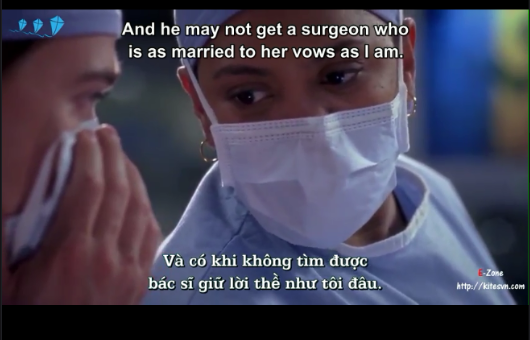 And he may not get a surgeon who
is as married to her vows as I am.
Và có khi không tìm được
bác sĩ giữ lời thề như tôi đâu.
E-Zone
http://kitesvn.com